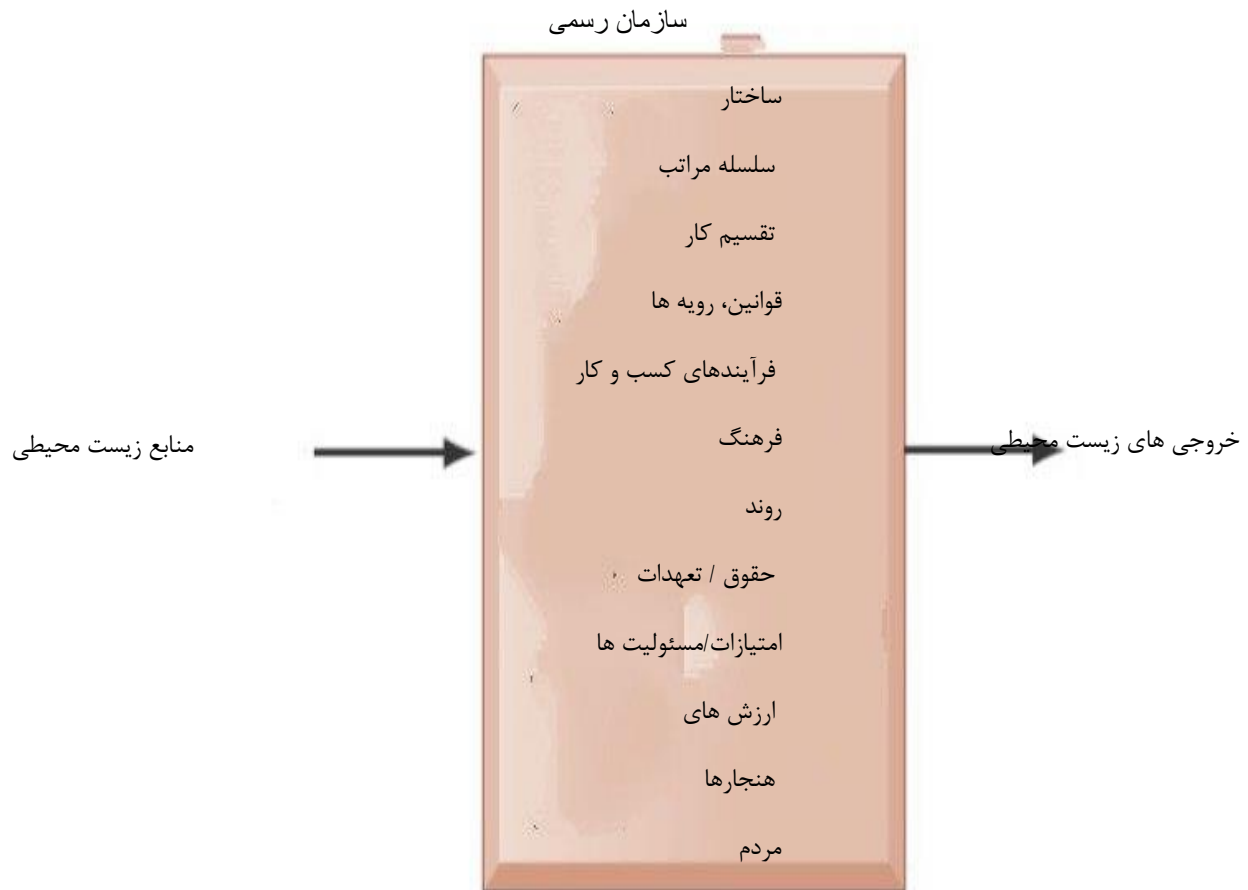 سازمان رسمی
ساختار
سلسله مراتب
تقسیم کار
قوانین، رویه ها
فرآیندهای کسب و کار
فرهنگ
خروجی های زیست محیطی
منابع زیست محیطی
روند
حقوق / تعهدات
امتیازات/مسئولیت ها
ارزش های
هنجارها
مردم